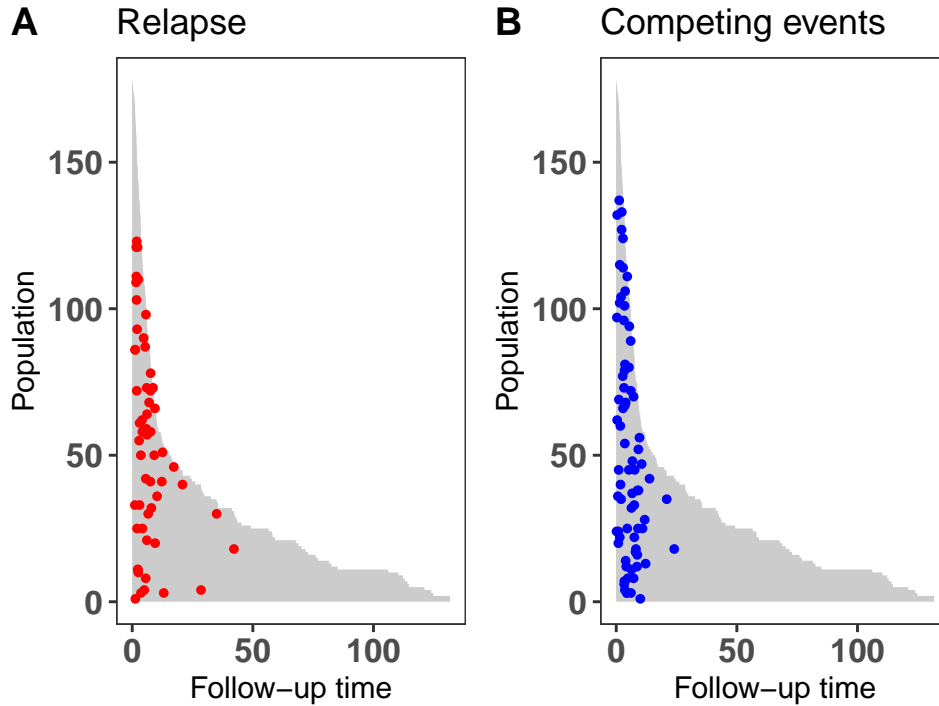 A Relapse
Population
150
100
50
0
0 50 100
Follow−up time
B Competing events
Population
150
100
50
0
0 50 100
Follow−up time